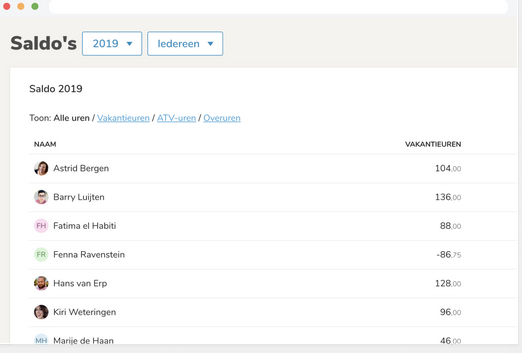 Saldo's 2019 Iedereen
Saldo 2019
Toon: Alle uren / Vakantieuren / ATV-uren / Overuren
NAAM VAKANTIEUREN
Astrid Bergen 104,00
Barry Luijten 136,00
FH Fatima el Habiti 88,00
FR Fenna Ravenstein -86,75
Hans van Erp 128,00
Kiri Weteringen 96,00
MH Marije de Haan 46,00